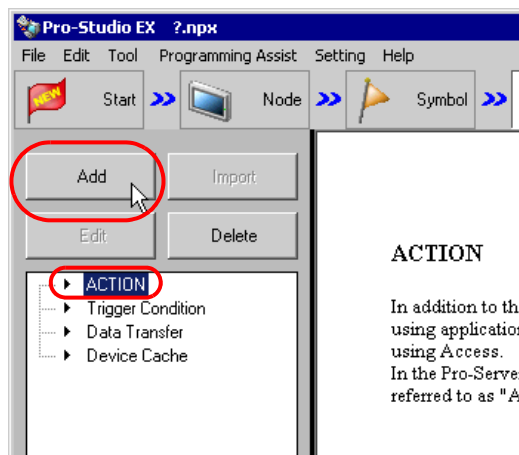 Pro-Studio EX ?.npx
File Edit Tool Programming Assist Setting Help
NEW Start Node Symbol
Add Import
Edit Delete
ACTION
Trigger Condition
Data Transfer
Device Cache
ACTION
In addition to th
using application
using Access.
In the Pro-Server
referred to as "A